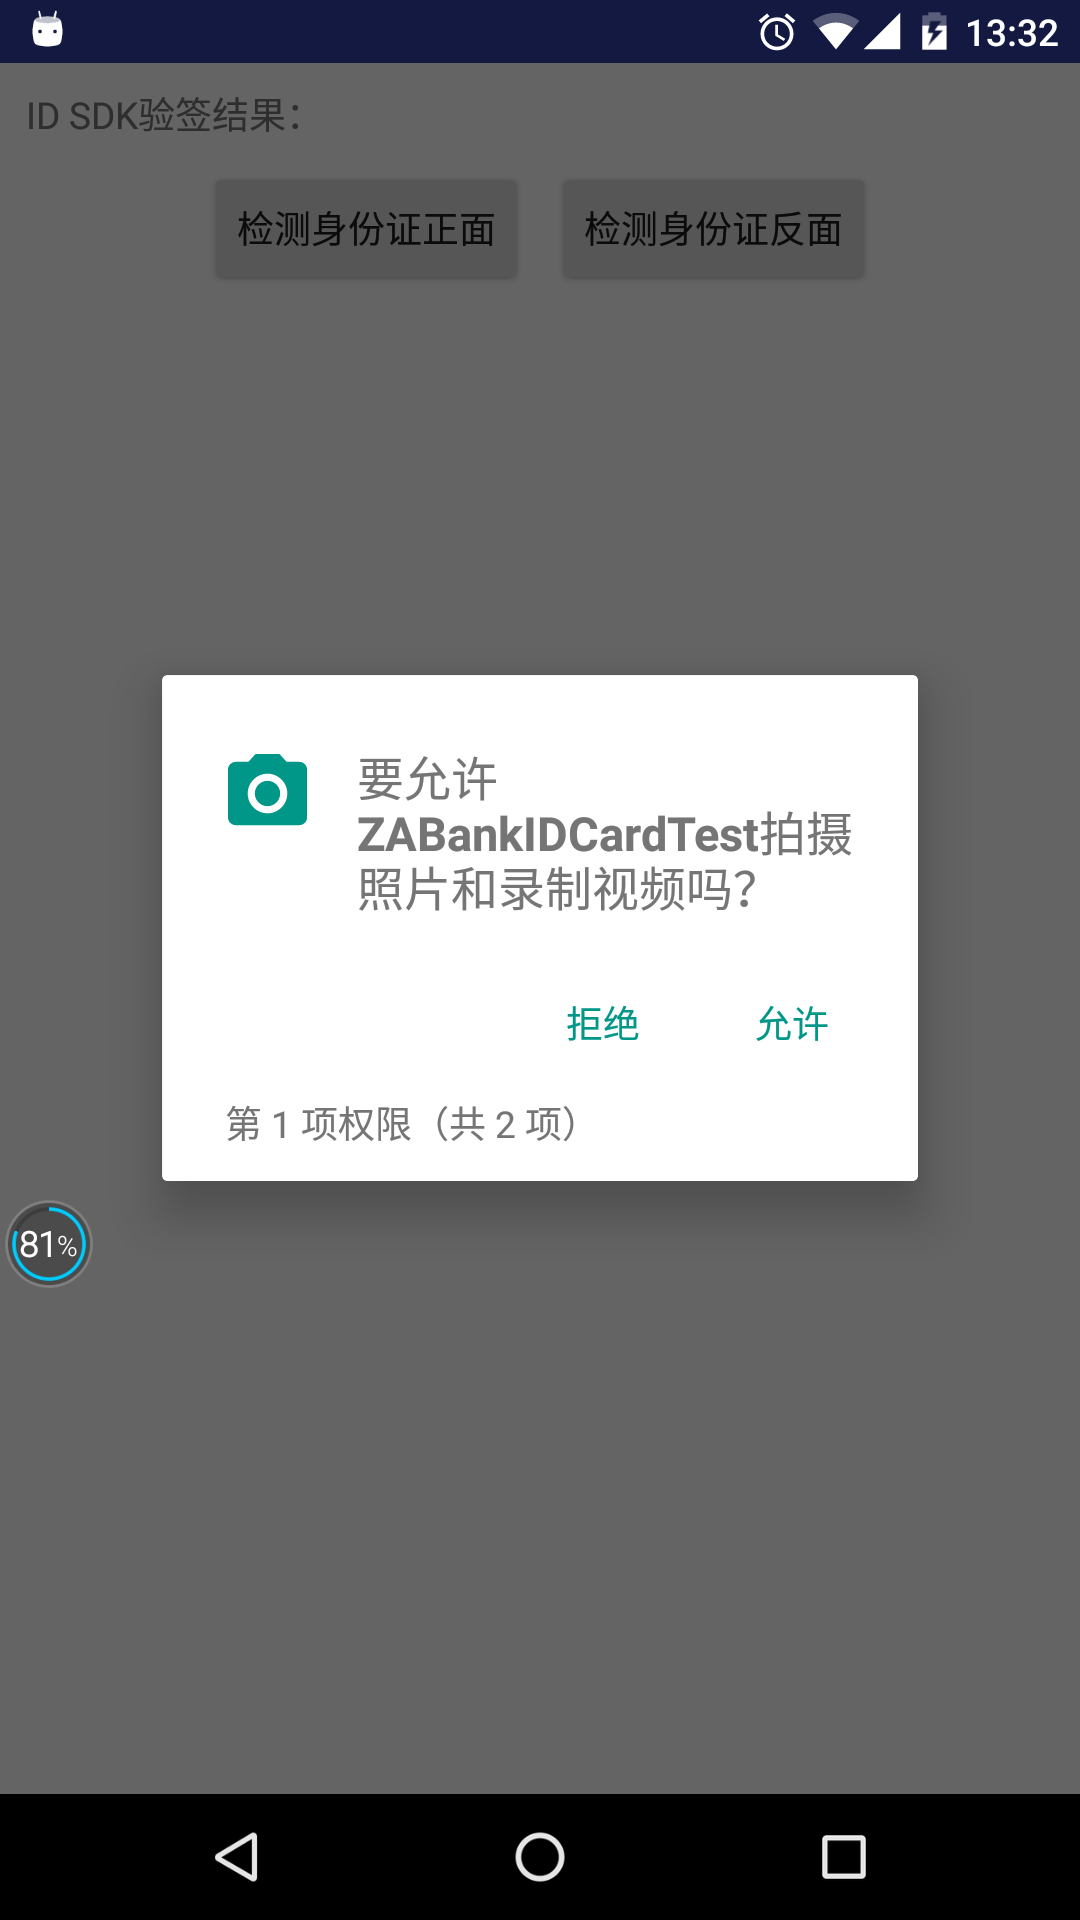 13:32
ID SDK验签结果：
检测身份证正面 检测身份证反面
要允许
ZABankIDCardTest拍摄
照片和录制视频吗？
拒绝 允许
第 1 项权限（共 2 项）
81%